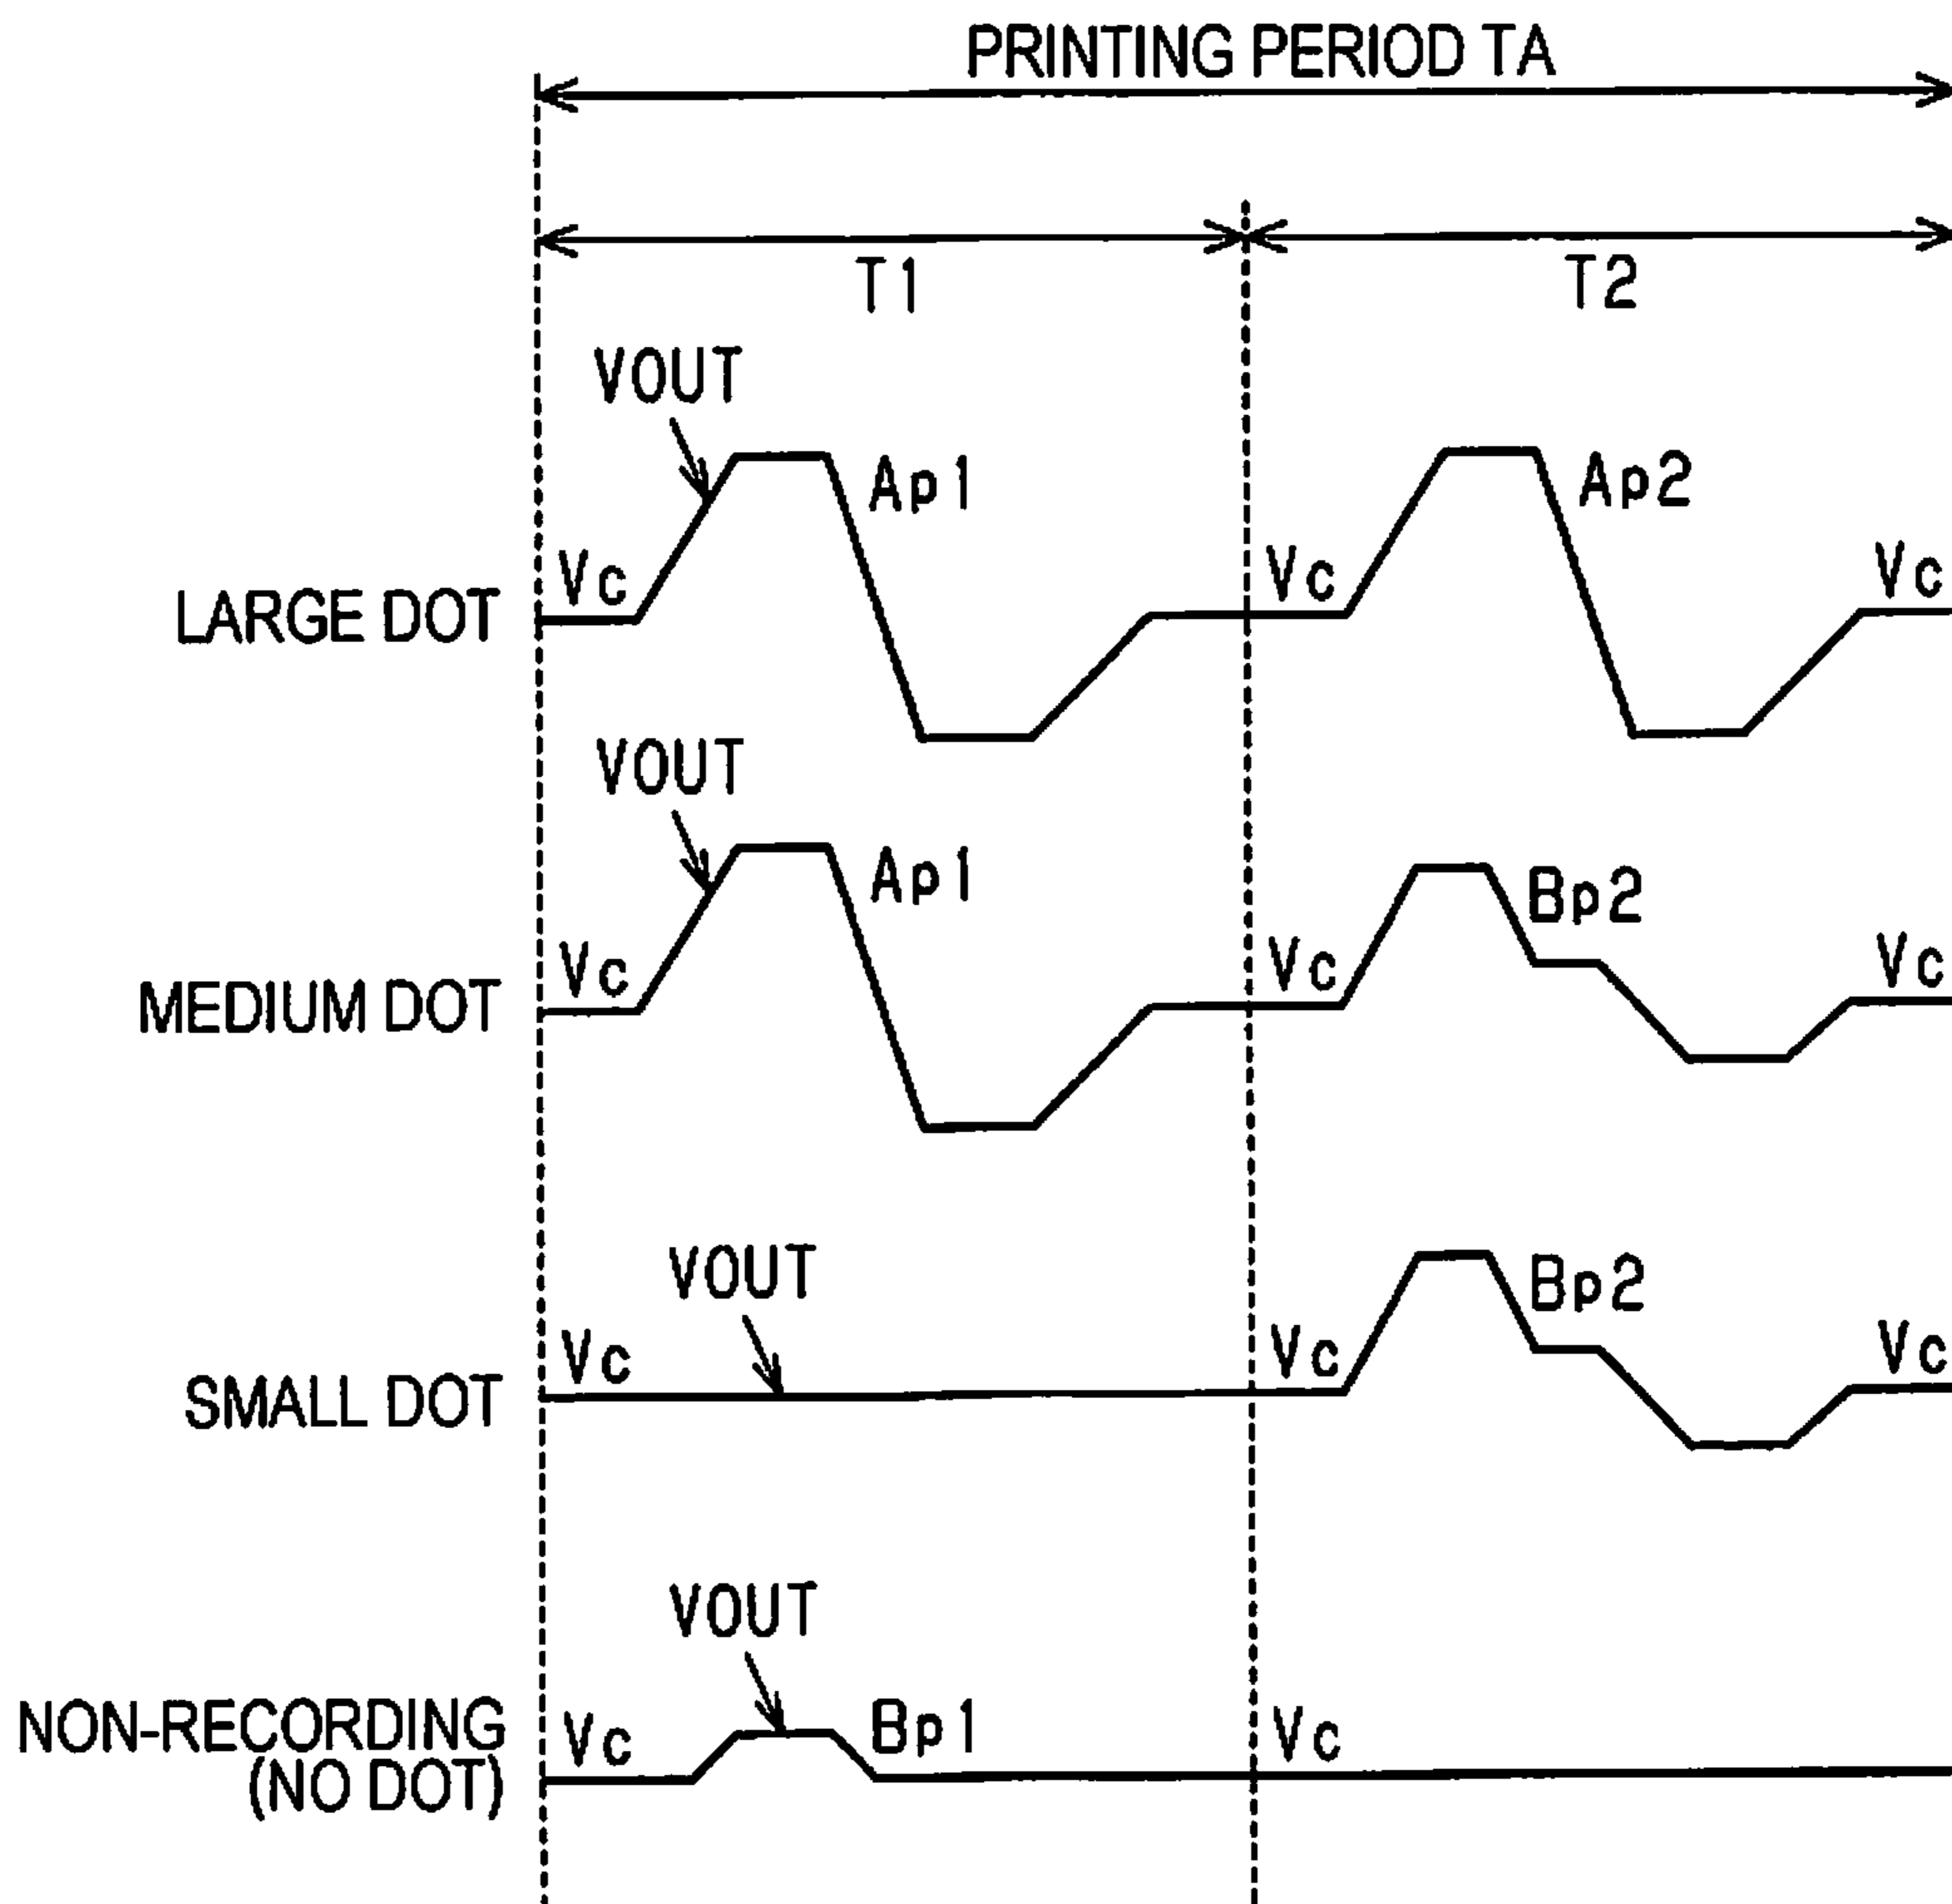 PRINTING PERIOD TA
T1
T2
VOUT
Ap1
Ap2
Vc
Vc
Vc
LARGE DOT
VOUT
Ap1
Bp2
Vc
Vc
Vc
MEDIUM DOT
VOUT
Bp2
Vc
Vc
Vc
SMALL DOT
VOUT
Bp1
Vc
Vc
NON-RECORDING
(NO DOT)